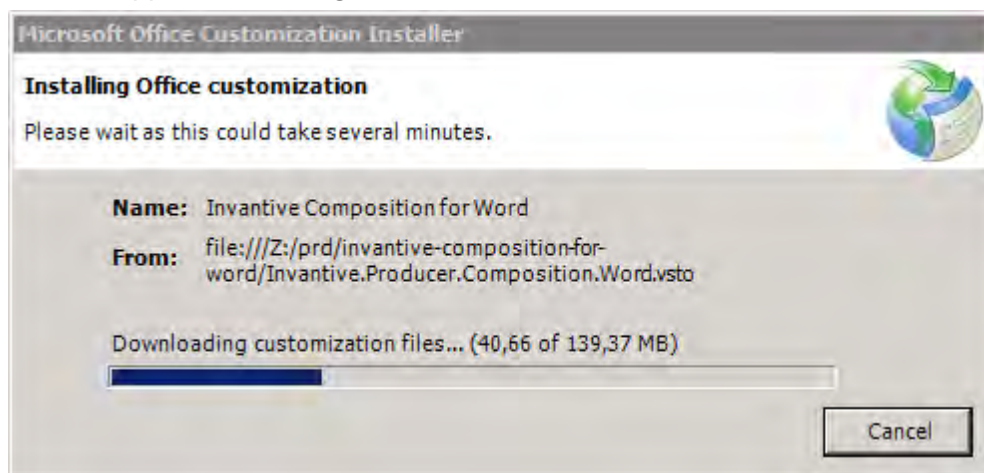 Microsoft Office Customization Installer
Installing Office customization
Please wait as this could take several minutes.
Name: Invantive Composition for Word
From: file:///Z:/prd/invantive-composition-for-
word/Invantive.Producer.Composition.Word.vsto
Downloading customization files... (40,66 of 139,37 MB)
Cancel